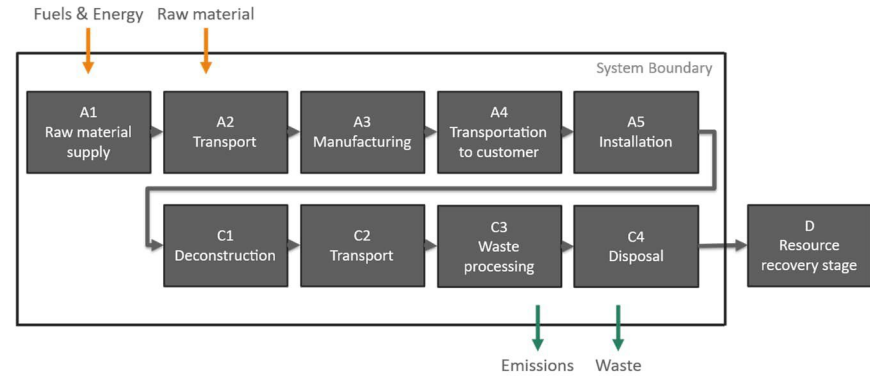 Fuels & Energy
Raw material
System Boundary
A1
Raw material
supply
A2
Transport
A3
Manufacturing
A4
Transportation
to customer
A5
Installation
C1
Deconstruction
C2
Transport
C3
Waste
processing
C4
Disposal
D
Resource
recovery stage
Emissions
Waste